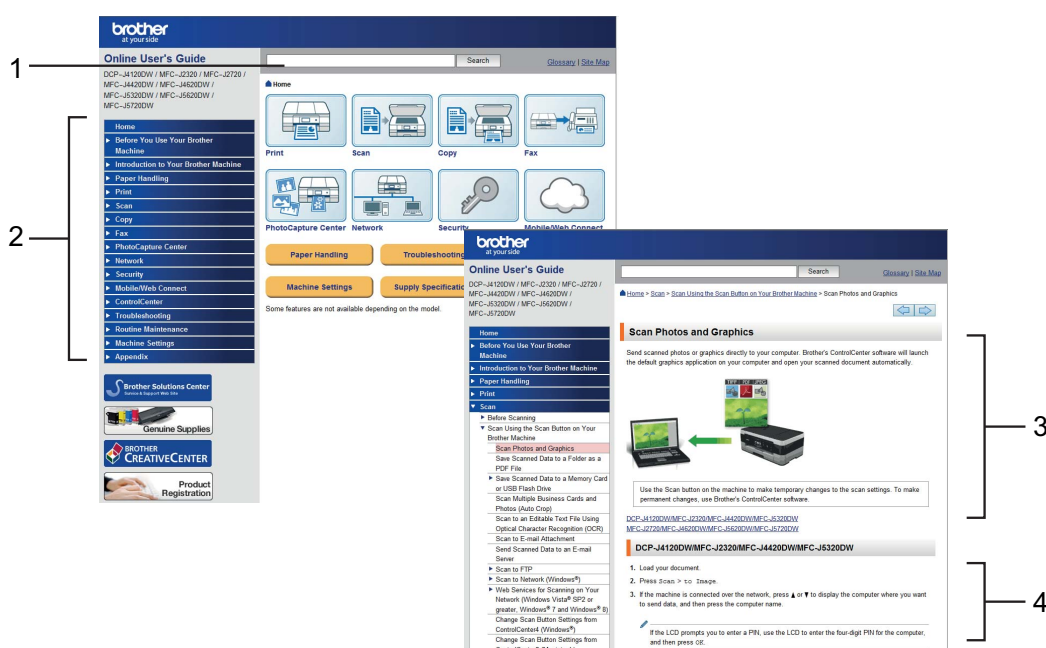 1
2
3
4
brother
at your side
Online User's Guide
DCP-J4120DW / MFC-J2320 / MFC-J2720 /
MFC-J4420DW / MFC-J4620DW /
MFC-J5320DW / MFC-J5620DW /
MFC-J5720DW
Search
Glossary | Site Map
Home
Before You Use Your Brother
Machine
Introduction to Your Brother Machine
Paper Handling
Print
Scan
Copy
Fax
PhotoCapture Center
Network
Security
Mobile/Web Connect
ControlCenter
Troubleshooting
Routine Maintenance
Machine Settings
Appendix
Brother Solutions Center
Service & Support Web Site
Genuine Supplies
BROTHER
CREATIVECENTER
Product
Registration
Home
Print
Scan
Copy
Fax
PhotoCapture Center
Network
Security
Mobile/Web Connect
Paper Handling
Troubleshooting
Machine Settings
Supply Specificatio
Some features are not available depending on the model.
brother
at your side
Online User's Guide
DCP-J4120DW / MFC-J2320 / MFC-J2720 /
MFC-J4420DW / MFC-J4620DW /
MFC-J5320DW / MFC-J5620DW /
MFC-J5720DW
Search
Glossary | Site Map
Home
Before You Use Your Brother
Machine
Introduction to Your Brother Machine
Paper Handling
Print
Scan
Before Scanning
Scan Using the Scan Button on Your
Brother Machine
Scan Photos and Graphics
Save Scanned Data to a Folder as a
PDF File
Save Scanned Data to a Memory Card
or USB Flash Drive
Scan Multiple Business Cards and
Photos (Auto Crop)
Scan to an Editable Text File Using
Optical Character Recognition (OCR)
Scan to E-mail Attachment
Send Scanned Data to an E-mail
Server
Scan to FTP
Scan to Network (Windows®)
Web Services for Scanning on Your
Network (Windows Vista® SP2 or
greater, Windows® 7 and Windows® 8)
Change Scan Button Settings from
ControlCenter4 (Windows®)
Change Scan Button Settings from
Home > Scan > Scan Using the Scan Button on Your Brother Machine > Scan Photos and Graphics
Scan Photos and Graphics
Send scanned photos or graphics directly to your computer. Brother's ControlCenter software will launch
the default graphics application on your computer and open your scanned document automatically.
TIFF PDF JPEG
Use the Scan button on the machine to make temporary changes to the scan settings. To make
permanent changes, use Brother's ControlCenter software.
DCP-J4120DW/MFC-J2320/MFC-J4420DW/MFC-J5320DW
MFC-J2720/MFC-J4620DW/MFC-J5620DW/MFC-J5720DW
DCP-J4120DW/MFC-J2320/MFC-J4420DW/MFC-J5320DW
1. Load your document.
2. Press Scan > to Image.
3. If the machine is connected over the network, press ▲ or ▼ to display the computer where you want
to send data, and then press the computer name.
If the LCD prompts you to enter a PIN, use the LCD to enter the four-digit PIN for the computer,
and then press OK.